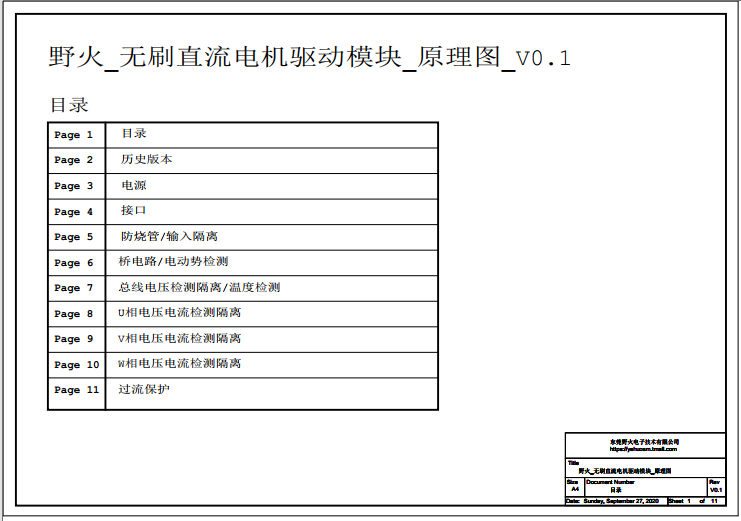 野火_无刷直流电机驱动模块_原理图_V0.1
目录
Page 1 目录
Page 2 历史版本
Page 3 电源
Page 4 接口
Page 5 防烧管/输入隔离
Page 6 桥电路/电动势检测
Page 7 总线电压检测隔离/温度检测
Page 8 U相电压电流检测隔离
Page 9 V相电压电流检测隔离
Page 10 W相电压电流检测隔离
Page 11 过流保护
东莞野火电子技术有限公司
https://yehuosm.tmall.com
Title
野火_无刷直流电机驱动模块_原理图
Size Document Number Rev
A4 目录 V0.1
Date: Sunday, September 27, 2020 Sheet 1 of 11